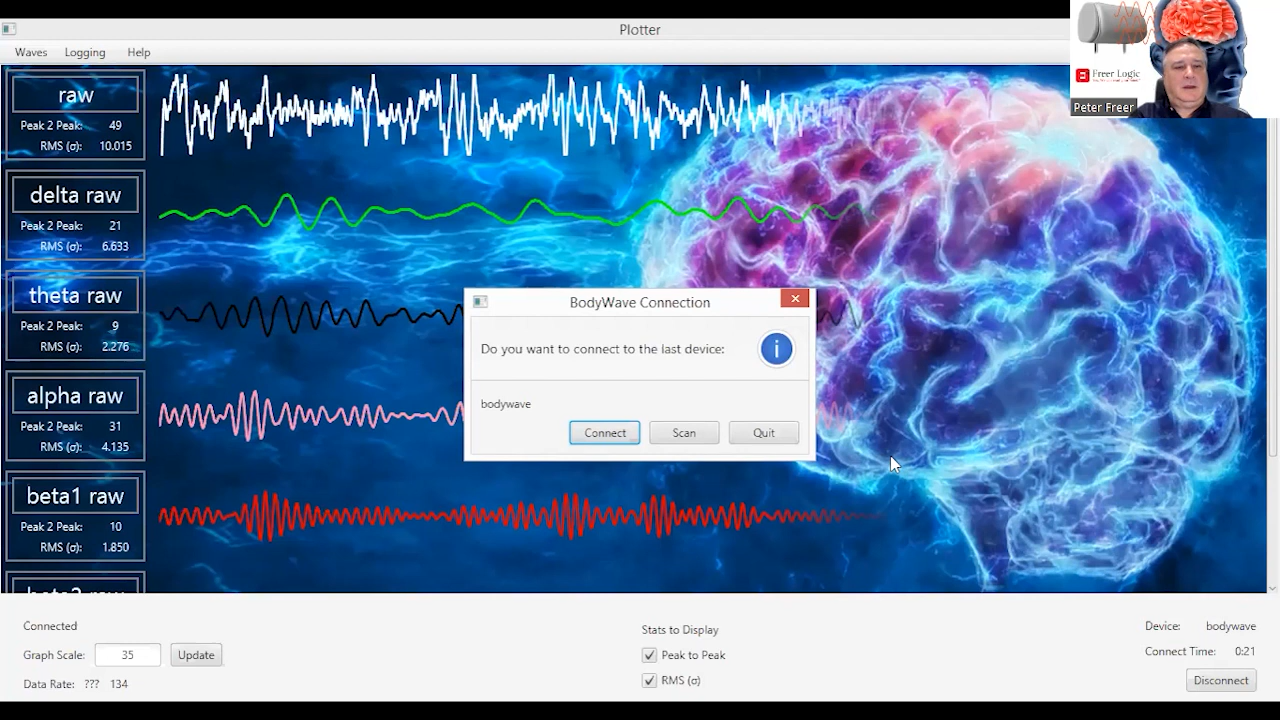 Plotter
Waves Logging Help
raw
Peak 2 Peak: 49
RMS (σ): 10.015
delta raw
Peak 2 Peak: 21
RMS (σ): 6.633
theta raw
Peak 2 Peak: 9
RMS (σ): 2.276
alpha raw
Peak 2 Peak: 31
RMS (σ): 4.135
beta1 raw
Peak 2 Peak: 10
RMS (σ): 1.850
beta2 raw
BodyWave Connection
Do you want to connect to the last device:
bodywave
Connect Scan Quit
Freer Logic
Peter Freer
Connected
Graph Scale: 35 Update
Data Rate: ??? 134
Stats to Display
Peak to Peak
RMS (σ)
Device: bodywave
Connect Time: 0:21
Disconnect